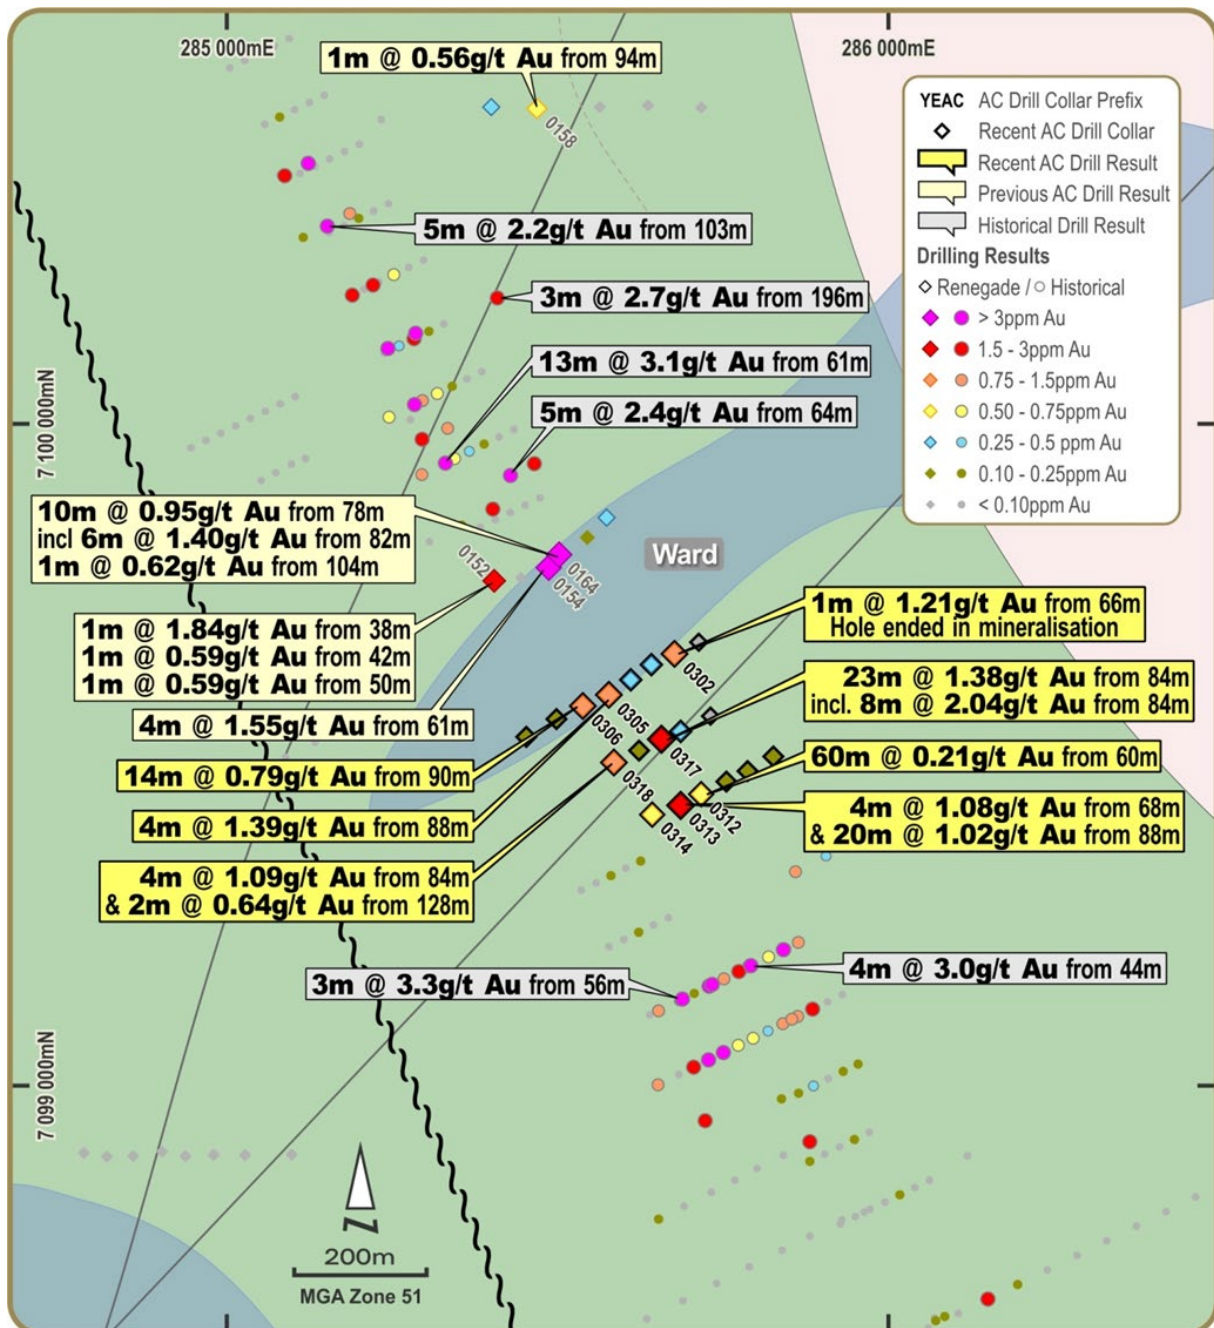 285 000mE
286 000mE
1m @ 0.56g/t Au from 94m
0158
YEAC AC Drill Collar Prefix
Recent AC Drill Collar
Recent AC Drill Result
Previous AC Drill Result
Historical Drill Result
Drilling Results
Renegade / Historical
> 3ppm Au
1.5 - 3ppm Au
0.75 - 1.5ppm Au
0.50 - 0.75ppm Au
0.25 - 0.5 ppm Au
0.10 - 0.25ppm Au
< 0.10ppm Au
5m @ 2.2g/t Au from 103m
3m @ 2.7g/t Au from 196m
13m @ 3.1g/t Au from 61m
5m @ 2.4g/t Au from 64m
7 100 000mN
10m @ 0.95g/t Au from 78m
incl 6m @ 1.40g/t Au from 82m
1m @ 0.62g/t Au from 104m
0152
0164
0154
Ward
1m @ 1.84g/t Au from 38m
1m @ 0.59g/t Au from 42m
1m @ 0.59g/t Au from 50m
4m @ 1.55g/t Au from 61m
1m @ 1.21g/t Au from 66m
Hole ended in mineralisation
0302
23m @ 1.38g/t Au from 84m
incl. 8m @ 2.04g/t Au from 84m
0305
0306
0317
0318
14m @ 0.79g/t Au from 90m
60m @ 0.21g/t Au from 60m
0312
0313
0314
4m @ 1.39g/t Au from 88m
4m @ 1.08g/t Au from 68m
& 20m @ 1.02g/t Au from 88m
4m @ 1.09g/t Au from 84m
& 2m @ 0.64g/t Au from 128m
3m @ 3.3g/t Au from 56m
4m @ 3.0g/t Au from 44m
7 099 000mN
N
200m
MGA Zone 51